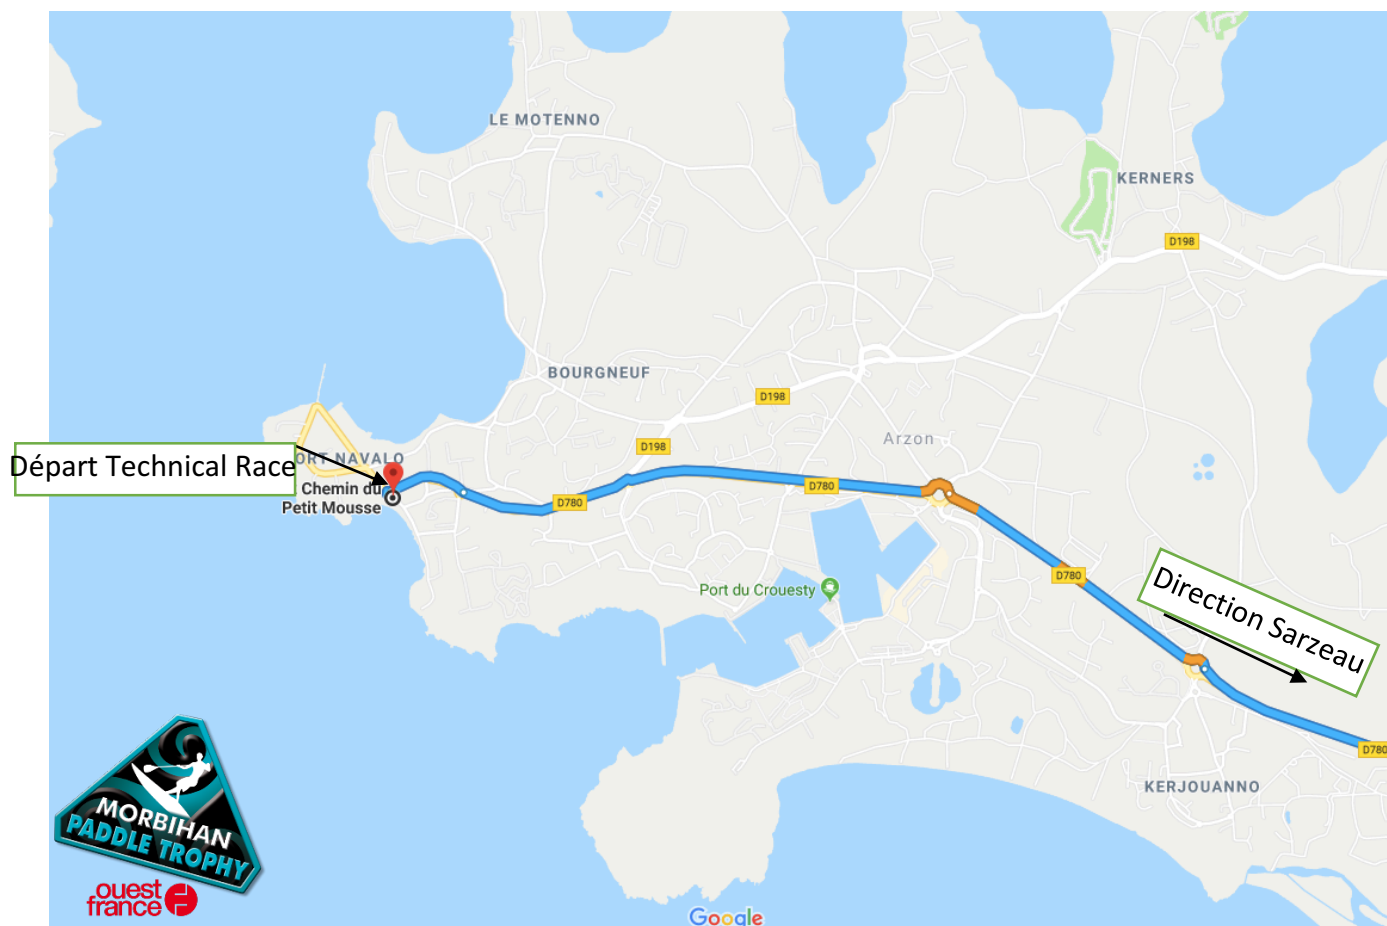 LE MOTENNO
KERNERS
D198
BOURGNEUF
D198
Arzon
D198
ORT NAVALO
Départ Technical Race
Chemin du
Petit Mousse
D780
D780
D780
Port du Crouesty
Direction Sarzeau
D780
KERJOUANNO
MORBIHAN
PADDLE TROPHY
ouest
france
Google